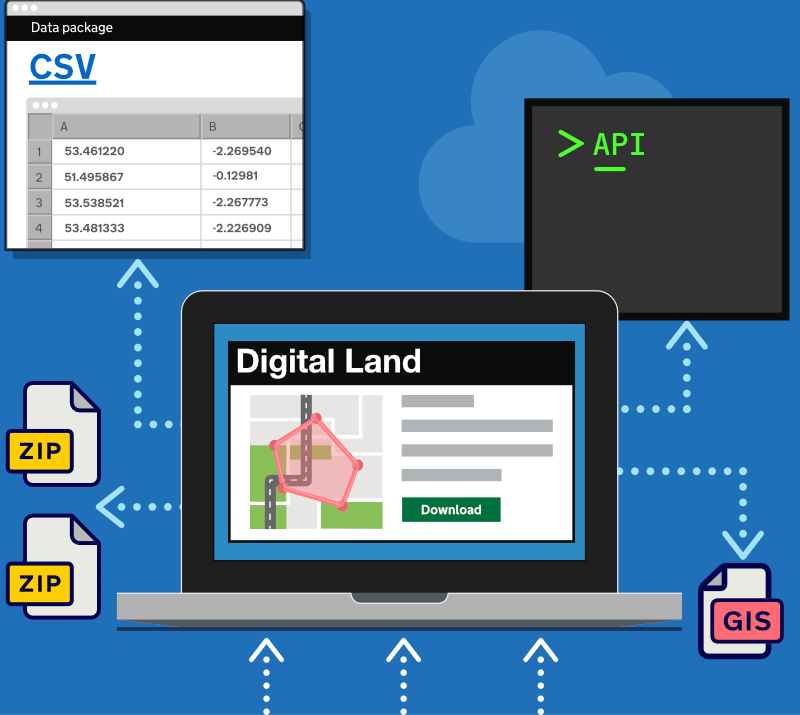 Data package
CSV
A B
1 53.461220 -2.269540
2 51.495867 -0.12981
3 53.538521 -2.267773
4 53.481333 -2.226909
> API
Digital Land
Download
ZIP
ZIP
GIS